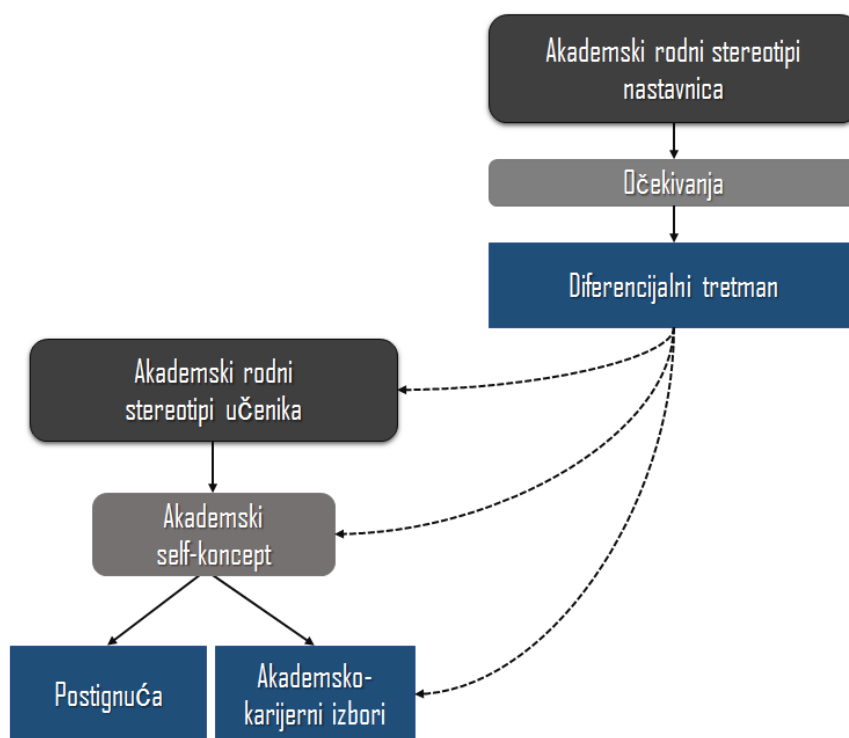 Akademski rodni stereotipi
nastavnica
Očekivanja
Diferencijalni tretman
Akademski rodni
stereotipi učenika
Akademski
self-koncept
Postignuća
Akademsko-
karijerni izbori